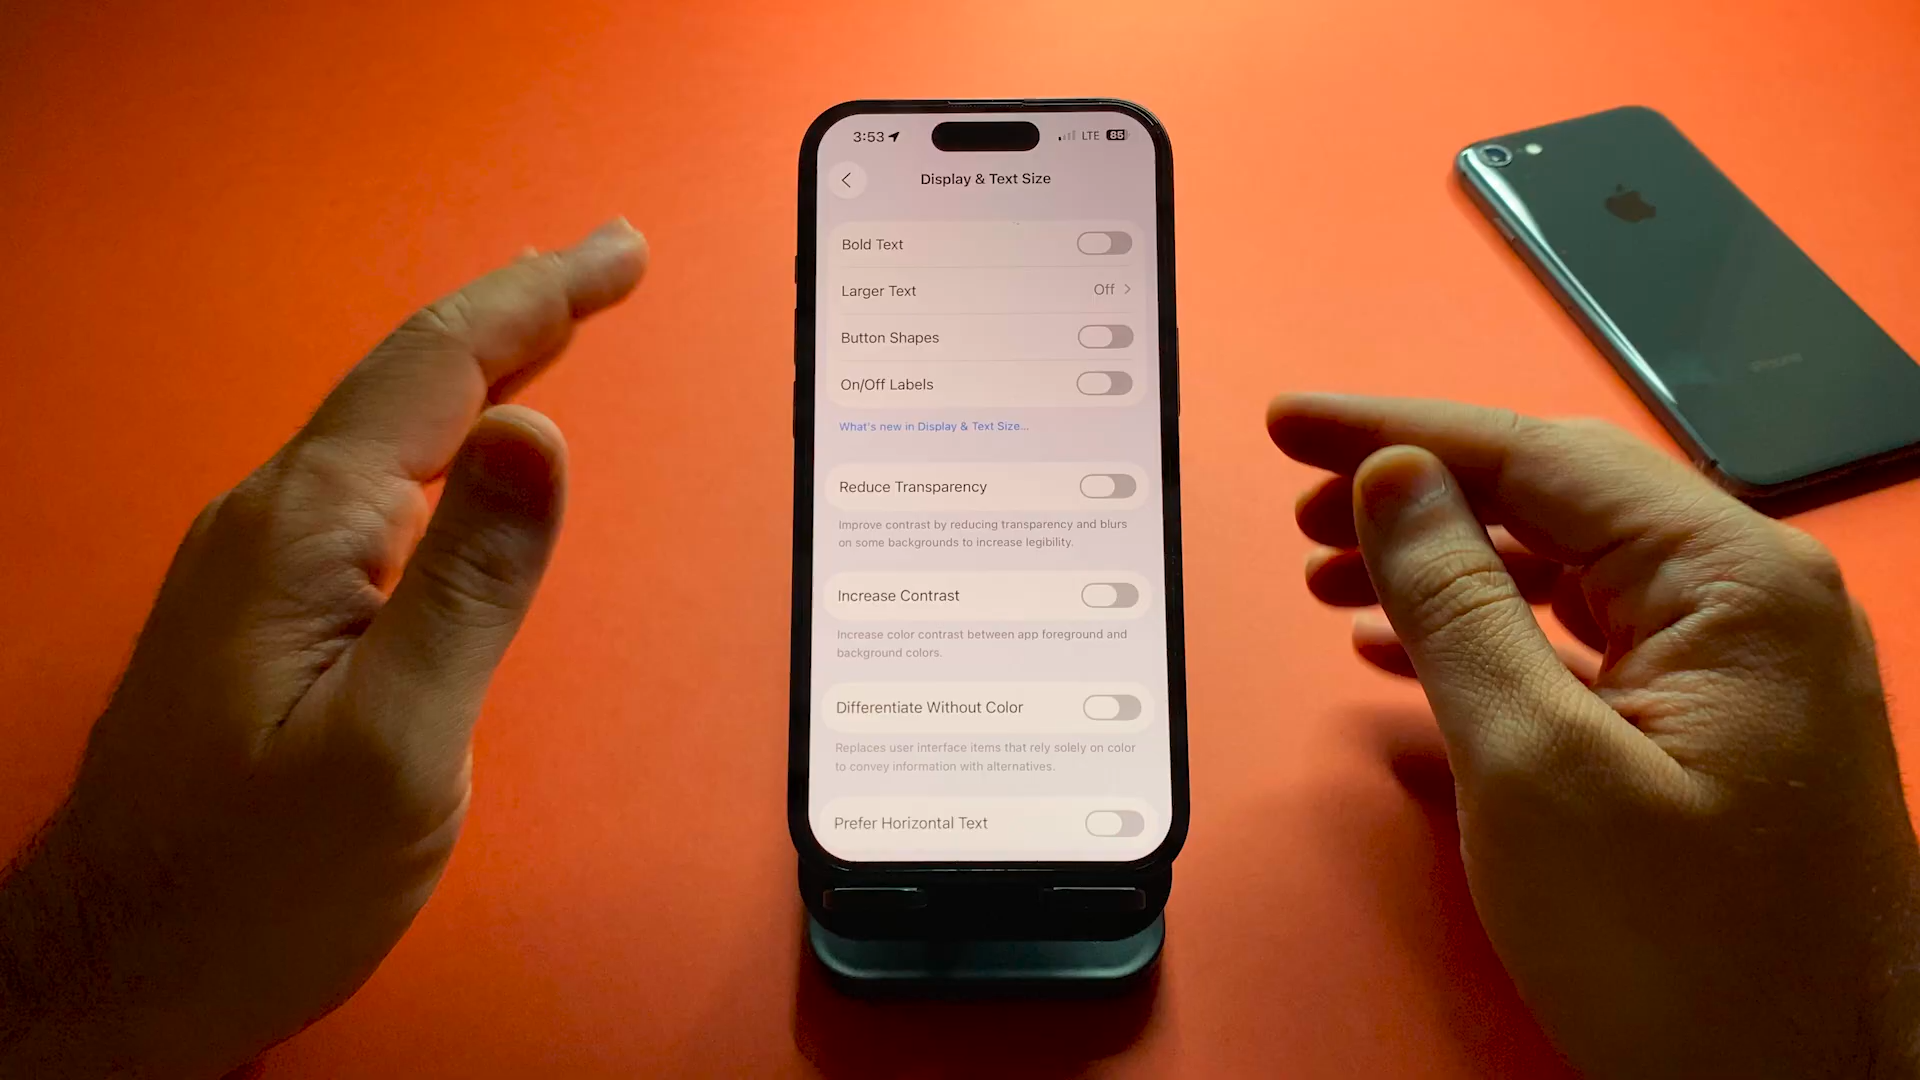 3:53 LTE 85
Display & Text Size
Bold Text
Larger Text Off
Button Shapes
On/Off Labels
What's new in Display & Text Size...
Reduce Transparency
Improve contrast by reducing transparency and blurs
on some backgrounds to increase legibility.
Increase Contrast
Increase color contrast between app foreground and
background colors.
Differentiate Without Color
Replaces user interface items that rely solely on color
to convey information with alternatives.
Prefer Horizontal Text
iPhone